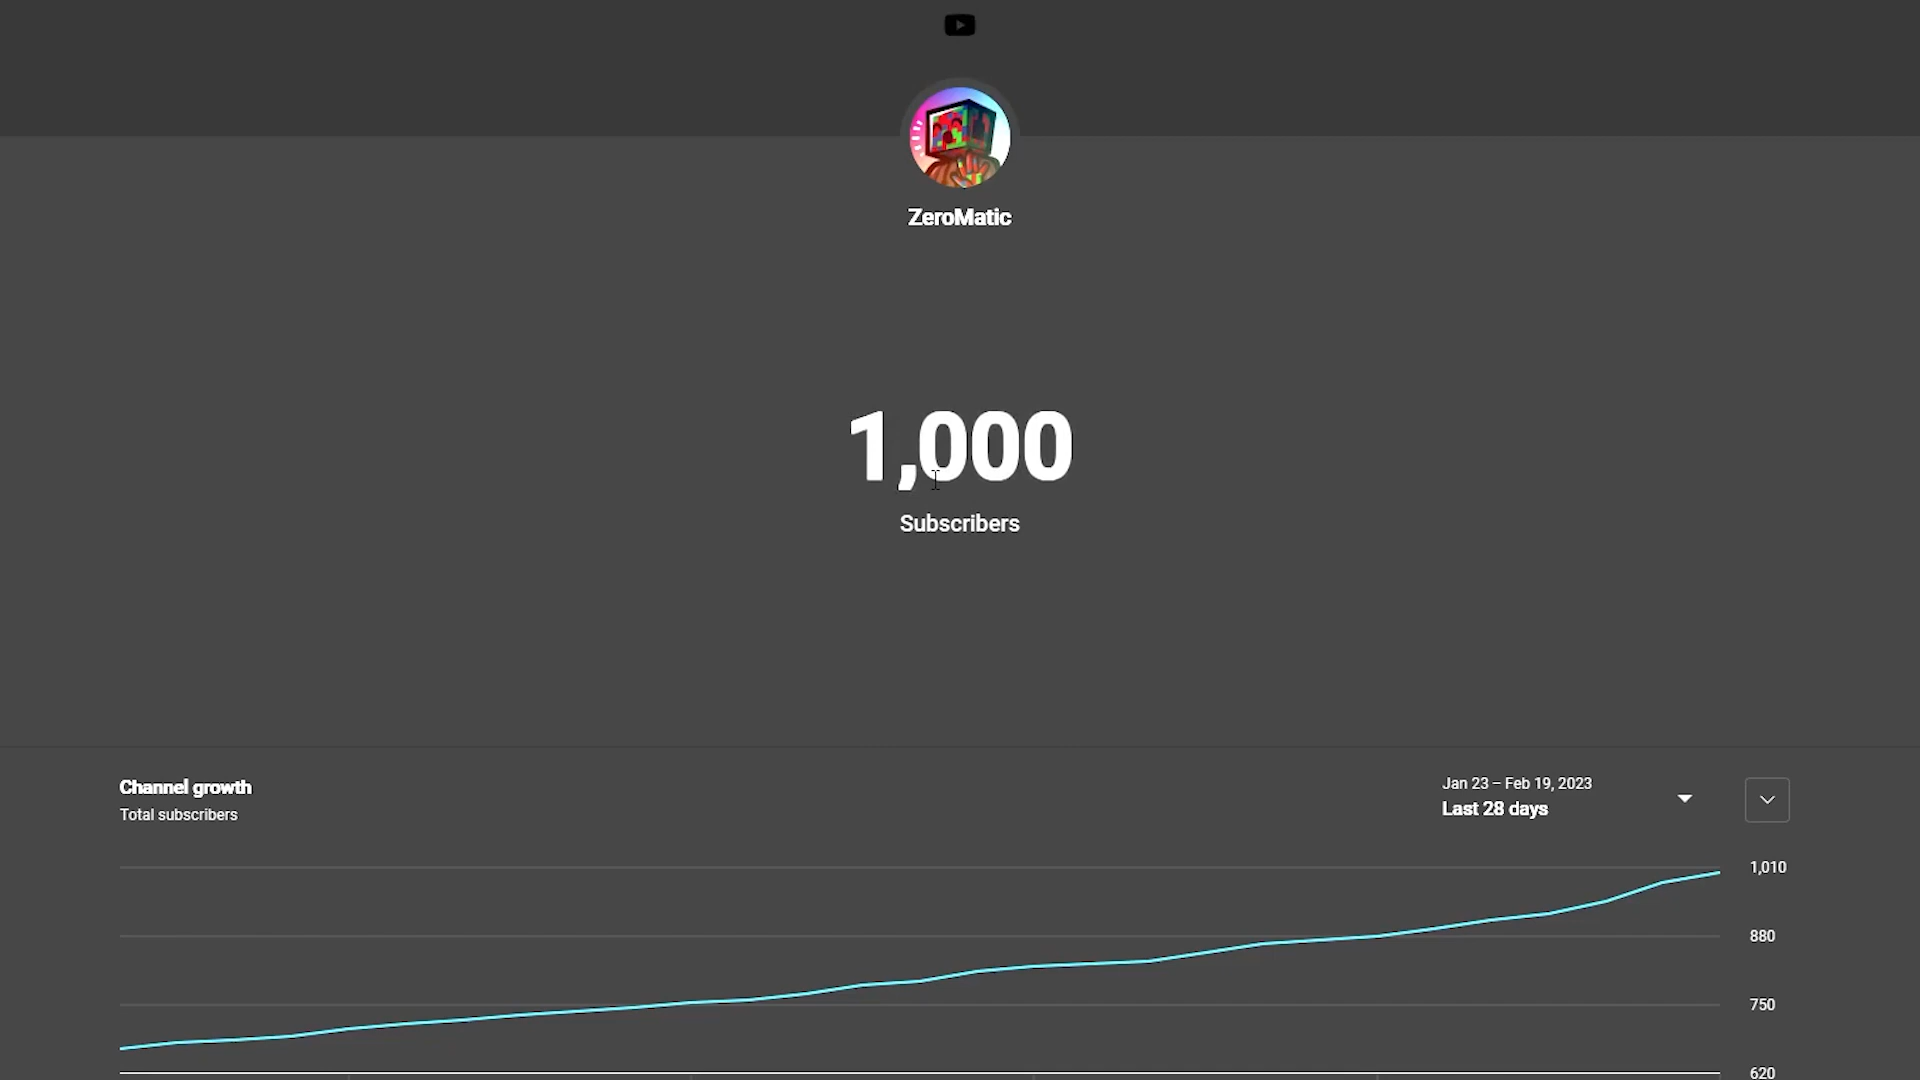 ZeroMatic
1,000
Subscribers
Channel growth
Total subscribers
Jan 23 – Feb 19, 2023
Last 28 days
1,010
880
750
620